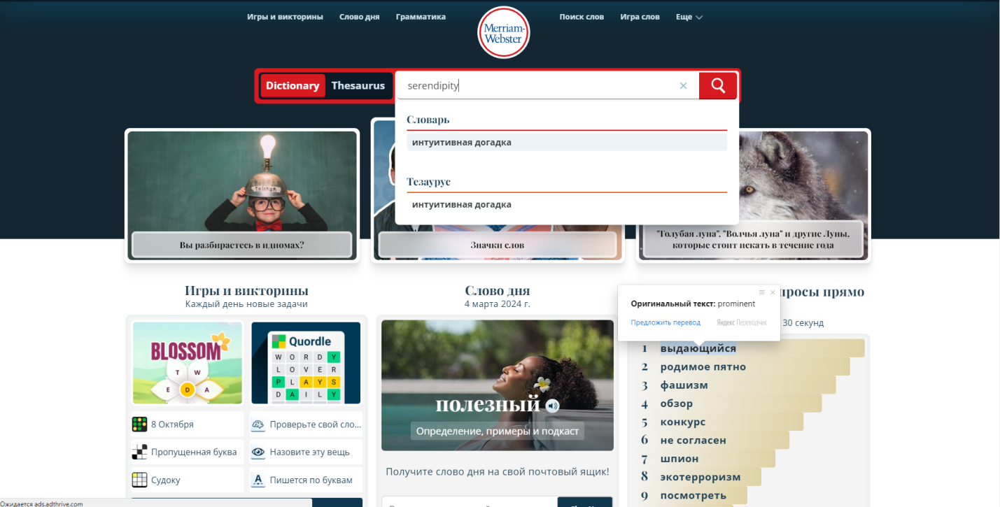 Игры и викторины
Слово дня
Грамматика
Merriam-
Webster
Поиск слов
Игра слов
Еще
Dictionary
Thesaurus
serendipity
Словарь
интуитивная догадка
Тезаурус
интуитивная догадка
THINKER
Вы разбираетесь в идиомах?
Значки слов
"Голубая луна", "Волчья луна" и другие Луны,
которые стоит искать в течение года
Игры и викторины
Каждый день новые задачи
BLOSSOM
T W
E D A
Quordle
W O R D Y
L O V E R
P L A Y S
D A I L Y
8 Октября
Проверьте свой сло...
Пропущенная буква
Назовите эту вещь
Судоку
Пишется по буквам
Слово дня
4 марта 2024 г.
полезный
Определение, примеры и подкаст
Получите слово дня на свой почтовый ящик!
просы прямо
30 секунд
Оригинальный текст: prominent
Предложить перевод
Яндекс Переводчик
1 выдающийся
2 родимое пятно
3 фашизм
4 обзор
5 конкурс
6 не согласен
7 шпион
8 экотерроризм
9 посмотреть
Ожидается ads.adthrive.com